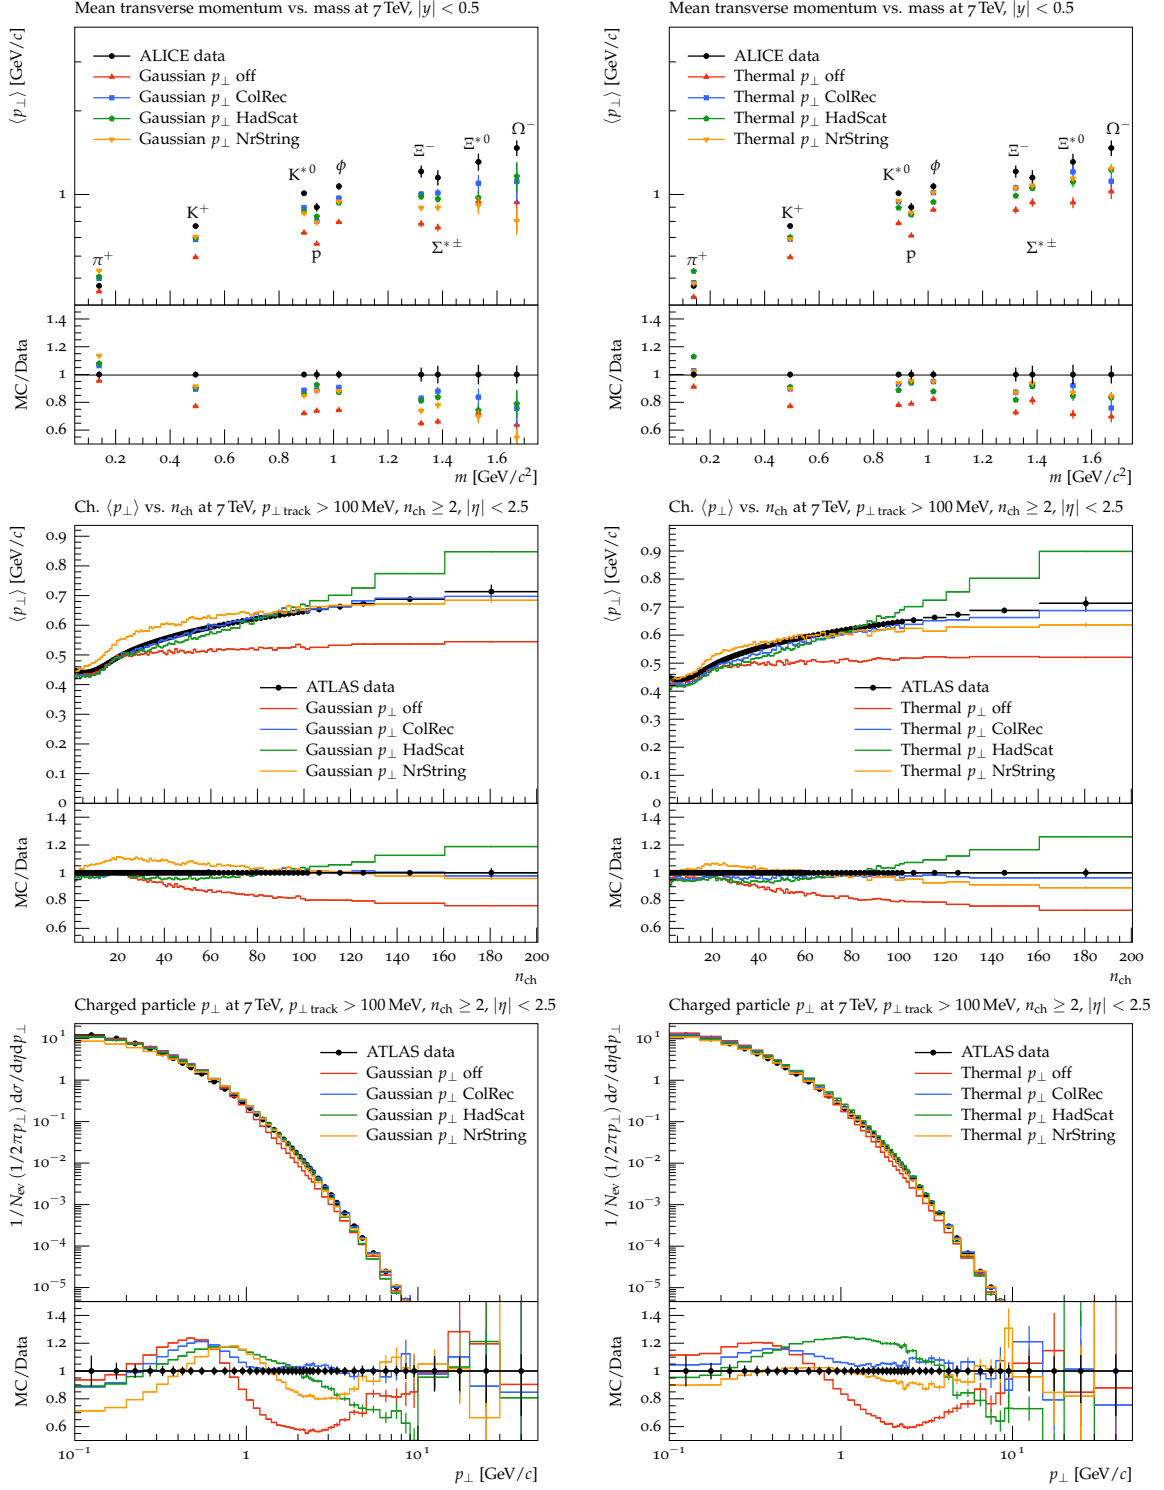 Mean transverse momentum vs. mass at 7 TeV, |y| < 0.5
⟨p⊥⟩ [GeV/c]
ALICE data
Gaussian p⊥ off
Gaussian p⊥ ColRec
Gaussian p⊥ HadScat
Gaussian p⊥ NrString
π⁺
K⁺
K*⁰
p
ϕ
Ξ⁻
Σ*±
Ξ*⁰
Ω⁻
1
MC/Data
1.4
1.2
1
0.8
0.6
0.2 0.4 0.6 0.8 1 1.2 1.4 1.6
m [GeV/c²]
Mean transverse momentum vs. mass at 7 TeV, |y| < 0.5
⟨p⊥⟩ [GeV/c]
ALICE data
Thermal p⊥ off
Thermal p⊥ ColRec
Thermal p⊥ HadScat
Thermal p⊥ NrString
π⁺
K⁺
K*⁰
p
ϕ
Ξ⁻
Σ*±
Ξ*⁰
Ω⁻
1
MC/Data
1.4
1.2
1
0.8
0.6
0.2 0.4 0.6 0.8 1 1.2 1.4 1.6
m [GeV/c²]
Ch. ⟨p⊥⟩ vs. nch at 7 TeV, p⊥ track > 100 MeV, nch ≥ 2, |η| < 2.5
⟨p⊥⟩ [GeV/c]
0.9
0.8
0.7
0.6
0.5
0.4
0.3
0.2
0.1
0
ATLAS data
Gaussian p⊥ off
Gaussian p⊥ ColRec
Gaussian p⊥ HadScat
Gaussian p⊥ NrString
MC/Data
1.4
1.2
1
0.8
0.6
20 40 60 80 100 120 140 160 180 200
nch
Ch. ⟨p⊥⟩ vs. nch at 7 TeV, p⊥ track > 100 MeV, nch ≥ 2, |η| < 2.5
⟨p⊥⟩ [GeV/c]
0.9
0.8
0.7
0.6
0.5
0.4
0.3
0.2
0.1
0
ATLAS data
Thermal p⊥ off
Thermal p⊥ ColRec
Thermal p⊥ HadScat
Thermal p⊥ NrString
MC/Data
1.4
1.2
1
0.8
0.6
20 40 60 80 100 120 140 160 180 200
nch
Charged particle p⊥ at 7 TeV, p⊥ track > 100 MeV, nch ≥ 2, |η| < 2.5
1/Nev (1/2πp⊥) dσ/dηdp⊥
10¹
1
10⁻¹
10⁻²
10⁻³
10⁻⁴
10⁻⁵
ATLAS data
Gaussian p⊥ off
Gaussian p⊥ ColRec
Gaussian p⊥ HadScat
Gaussian p⊥ NrString
MC/Data
1.4
1.2
1
0.8
0.6
10⁻¹ 1 10¹
p⊥ [GeV/c]
Charged particle p⊥ at 7 TeV, p⊥ track > 100 MeV, nch ≥ 2, |η| < 2.5
1/Nev (1/2πp⊥) dσ/dηdp⊥
10¹
1
10⁻¹
10⁻²
10⁻³
10⁻⁴
10⁻⁵
ATLAS data
Thermal p⊥ off
Thermal p⊥ ColRec
Thermal p⊥ HadScat
Thermal p⊥ NrString
MC/Data
1.4
1.2
1
0.8
0.6
10⁻¹ 1 10¹
p⊥ [GeV/c]